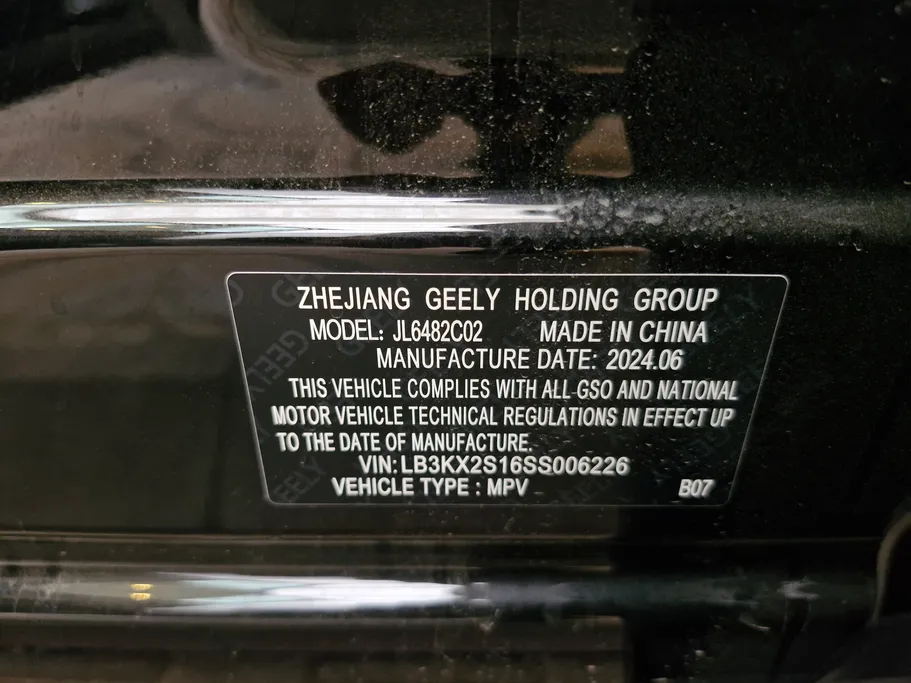 ZHEJIANG GEELY HOLDING GROUP
MODEL: JL6482C02 MADE IN CHINA
MANUFACTURE DATE: 2024.06
THIS VEHICLE COMPLIES WITH ALL GSO AND NATIONAL
MOTOR VEHICLE TECHNICAL REGULATIONS IN EFFECT UP
TO THE DATE OF MANUFACTURE.
VIN: LB3KX2S16SS006226
VEHICLE TYPE : MPV B07